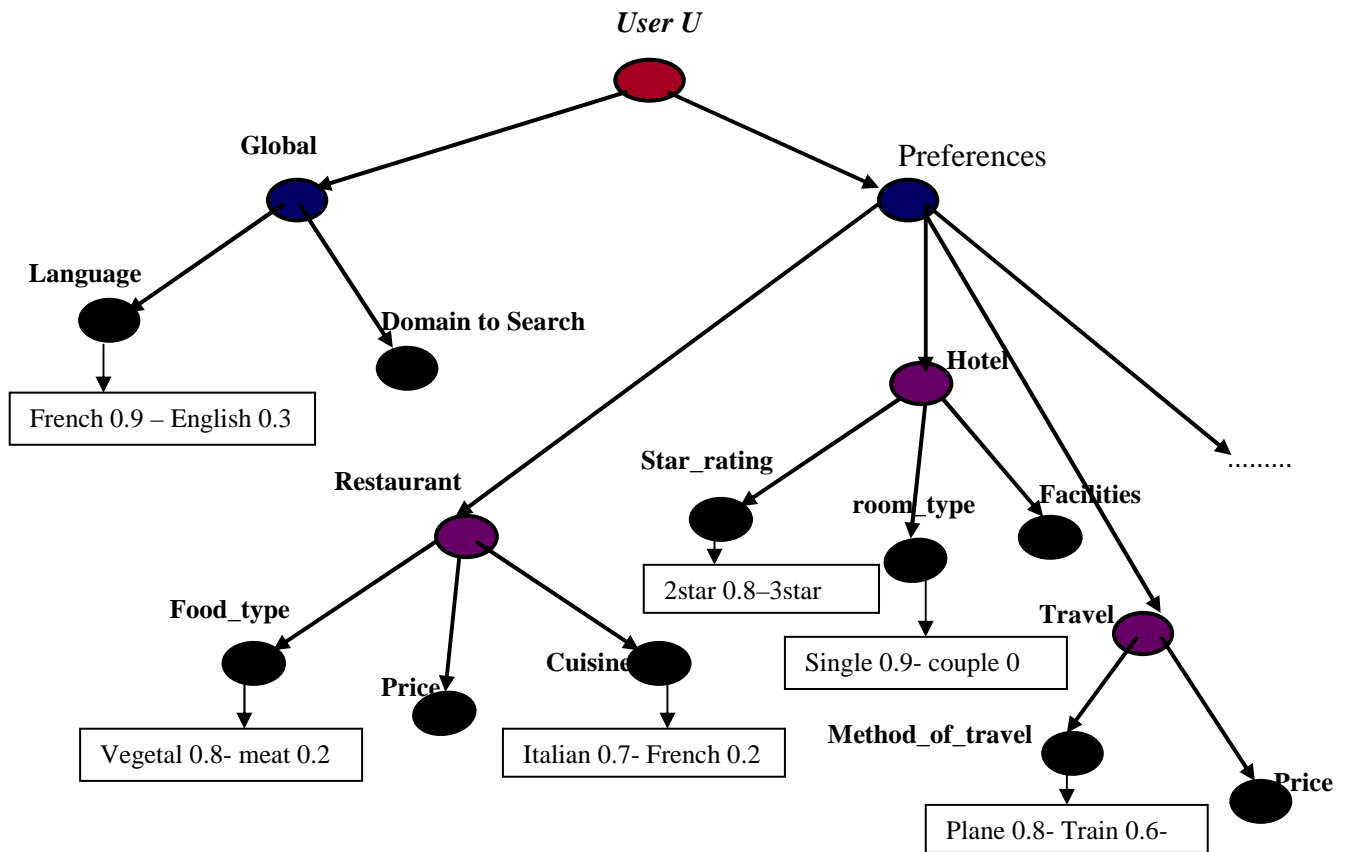 User U
Global
Preferences
Language
Domain to Search
French 0.9 – English 0.3
Hotel
.........
Star_rating
Restaurant
room_type
Facilities
2star 0.8–3star
Food_type
Travel
Cuisine
Single 0.9- couple 0
Price
Vegetal 0.8- meat 0.2
Italian 0.7- French 0.2
Method_of_travel
Price
Plane 0.8- Train 0.6-